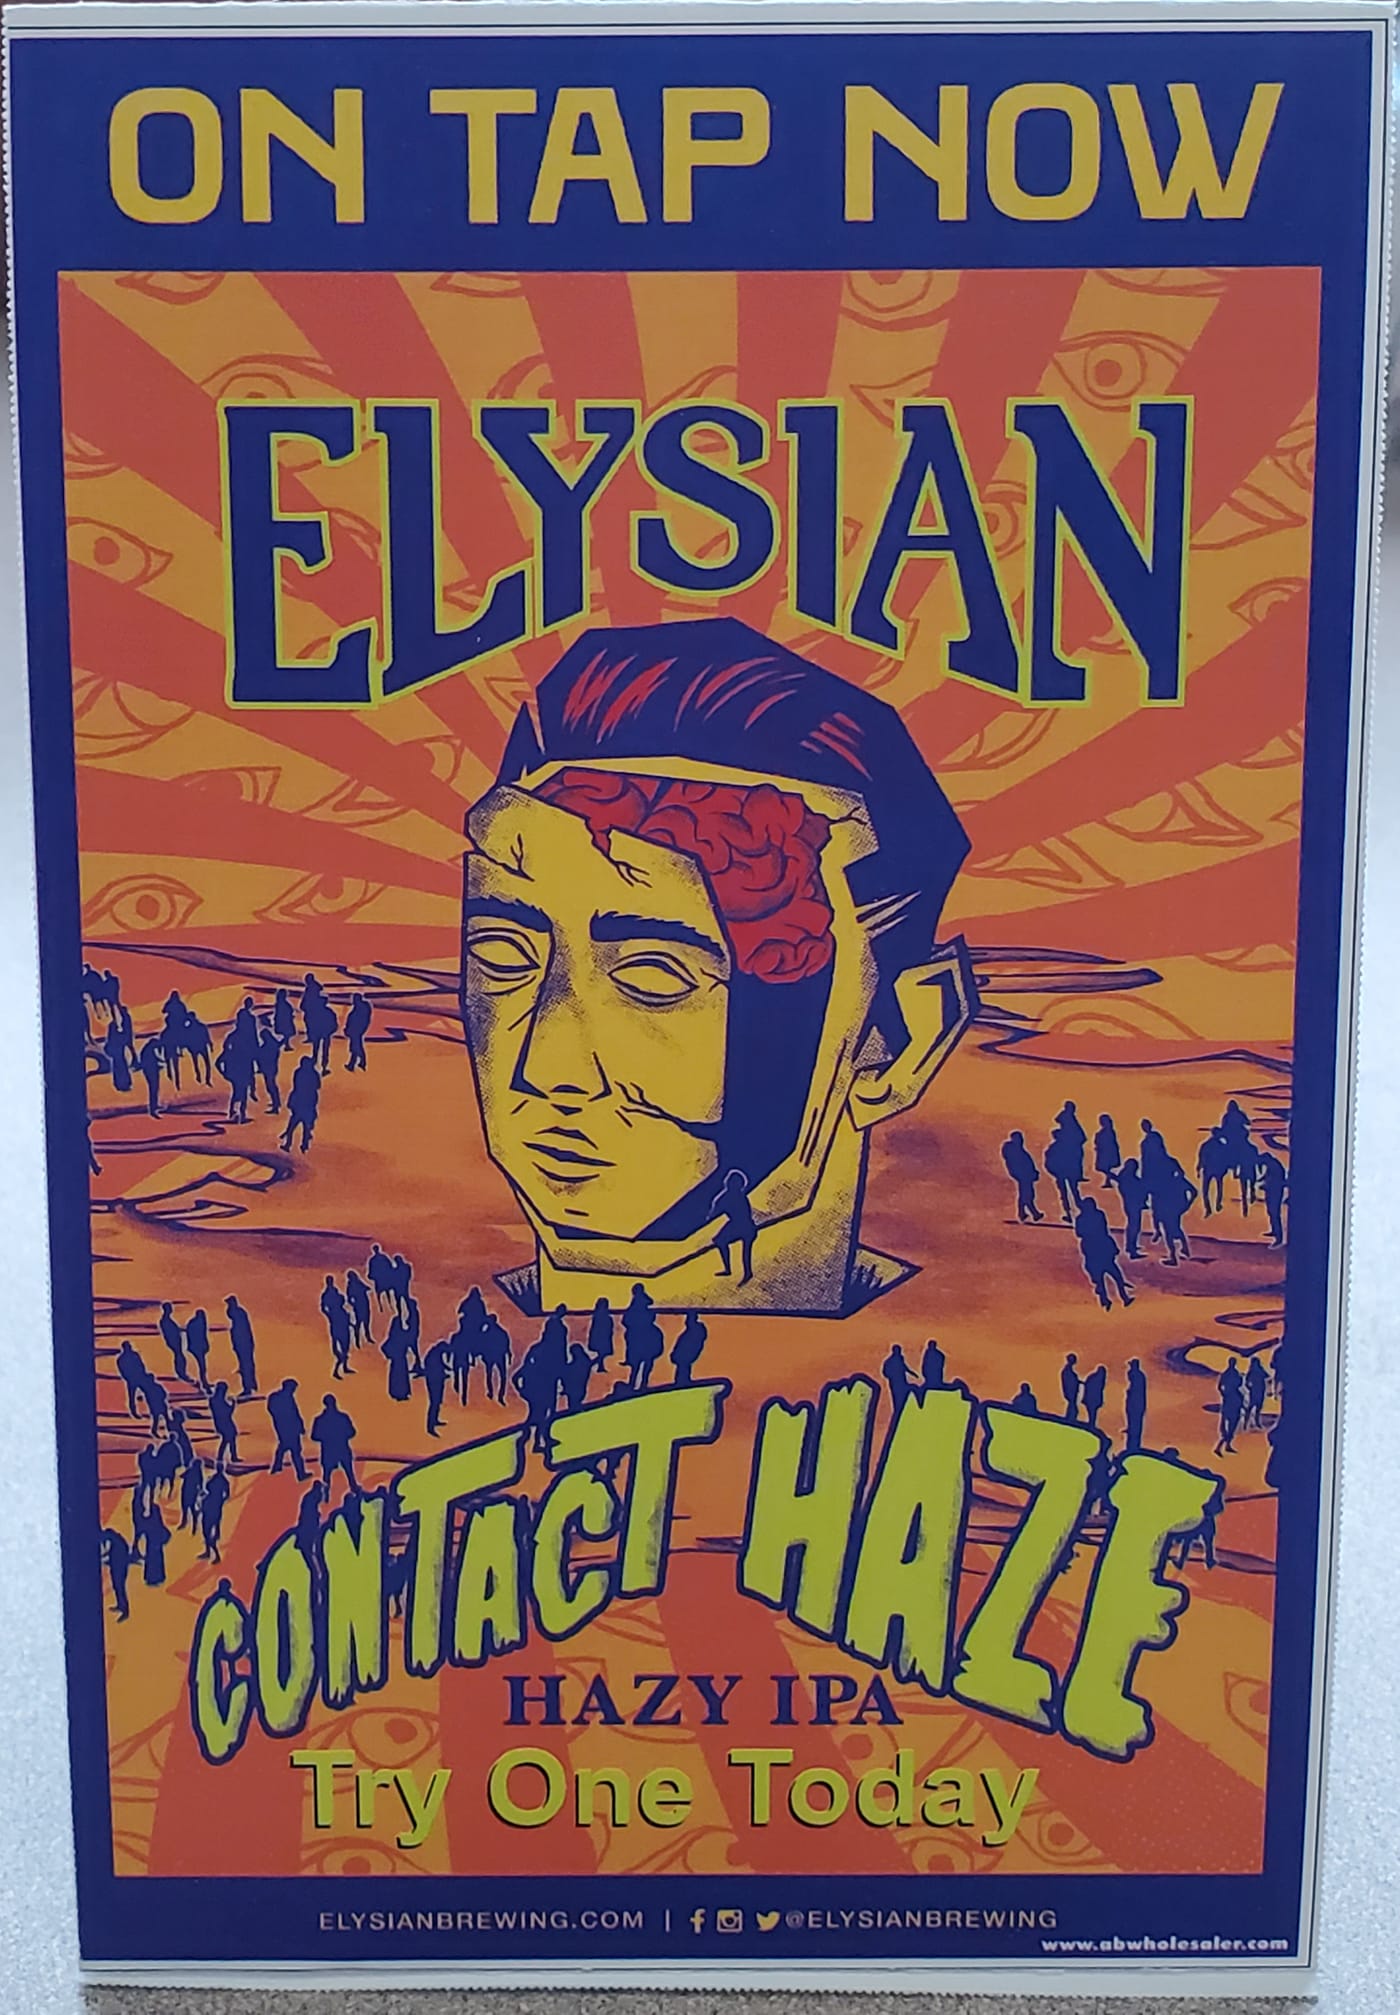 ON TAP NOW
ELYSIAN
CONTACT HAZE
HAZY IPA
Try One Today
ELYSIANBREWING.COM | @ELYSIANBREWING
www.abwholesaler.com